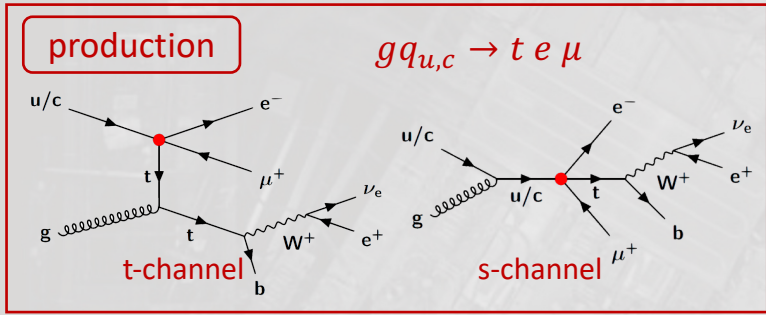 production
gq_{u,c} → t e μ
u/c
e⁻
μ⁺
t
g
t
W⁺
ν_e
e⁺
b
t-channel
u/c
g
u/c
e⁻
t
μ⁺
W⁺
ν_e
e⁺
b
s-channel